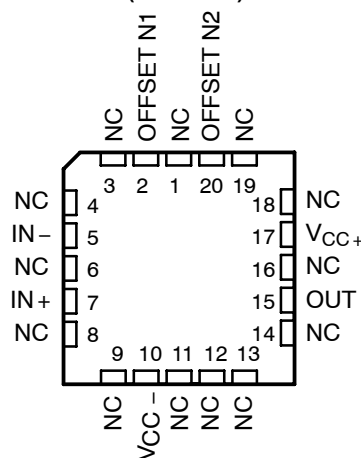 NC
OFFSET N1
NC
OFFSET N2
NC
3 2 1 20 19
NC 4
IN− 5
NC 6
IN+ 7
NC 8
18 NC
17 VCC+
16 NC
15 OUT
14 NC
9 10 11 12 13
NC
VCC−
NC
NC
NC